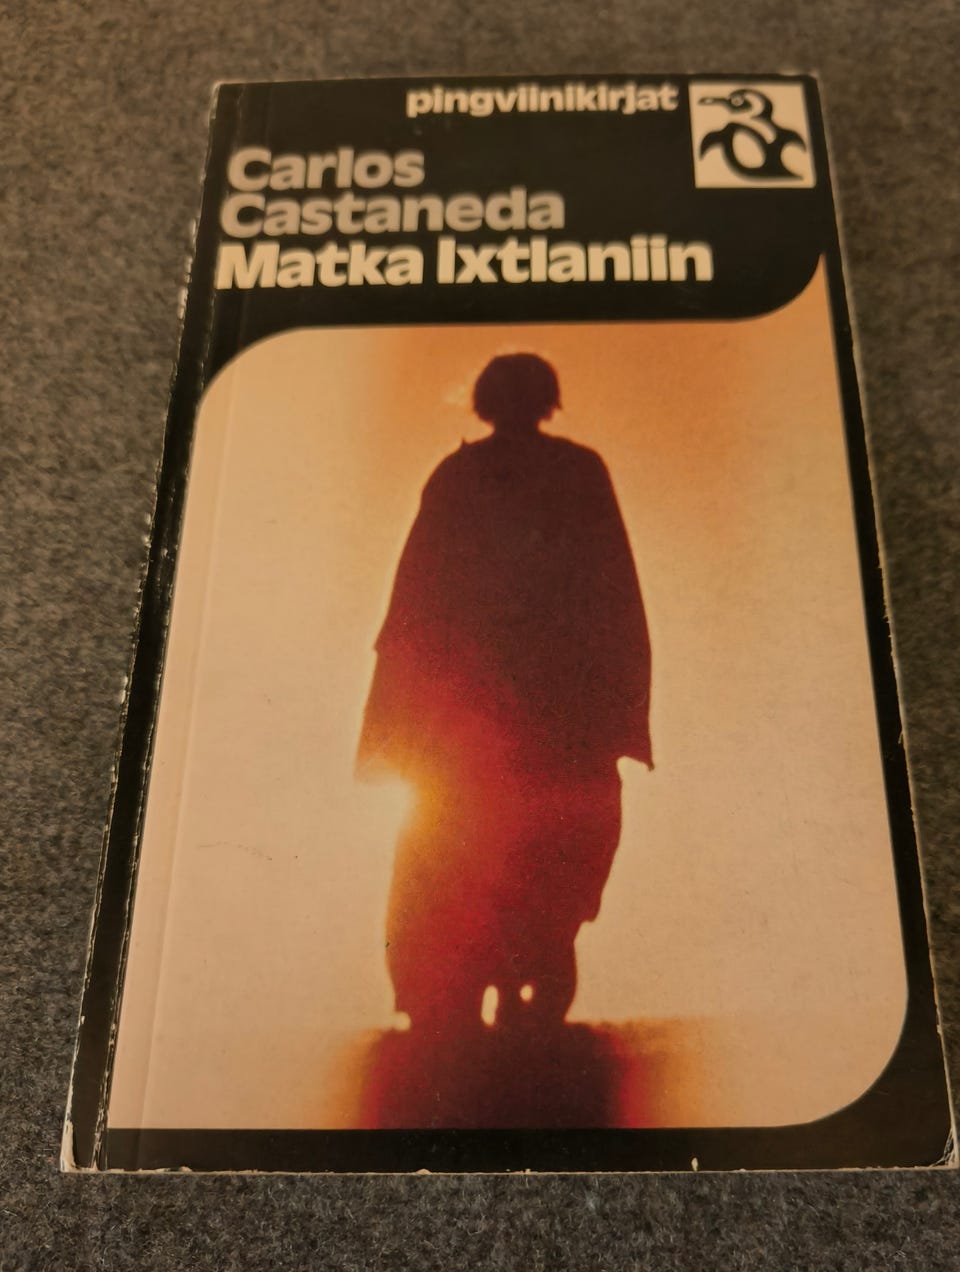 pingviinikirjat
Carlos
Castaneda
Matka Ixtlaniin